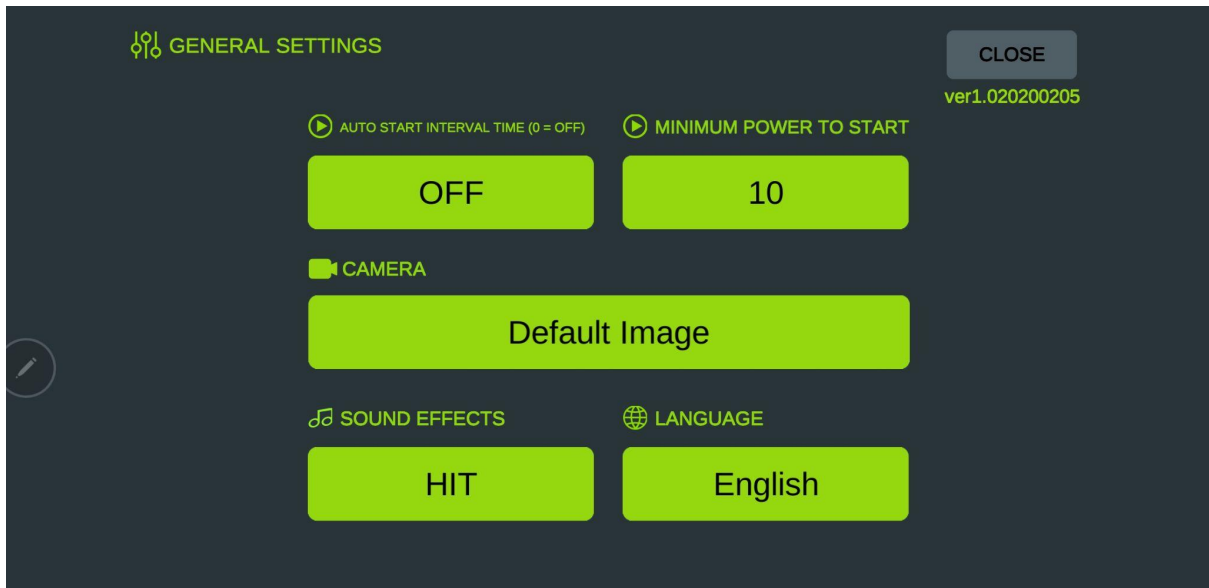 GENERAL SETTINGS
CLOSE
ver1.020200205
AUTO START INTERVAL TIME (0 = OFF)
MINIMUM POWER TO START
OFF
10
CAMERA
Default Image
SOUND EFFECTS
LANGUAGE
HIT
English